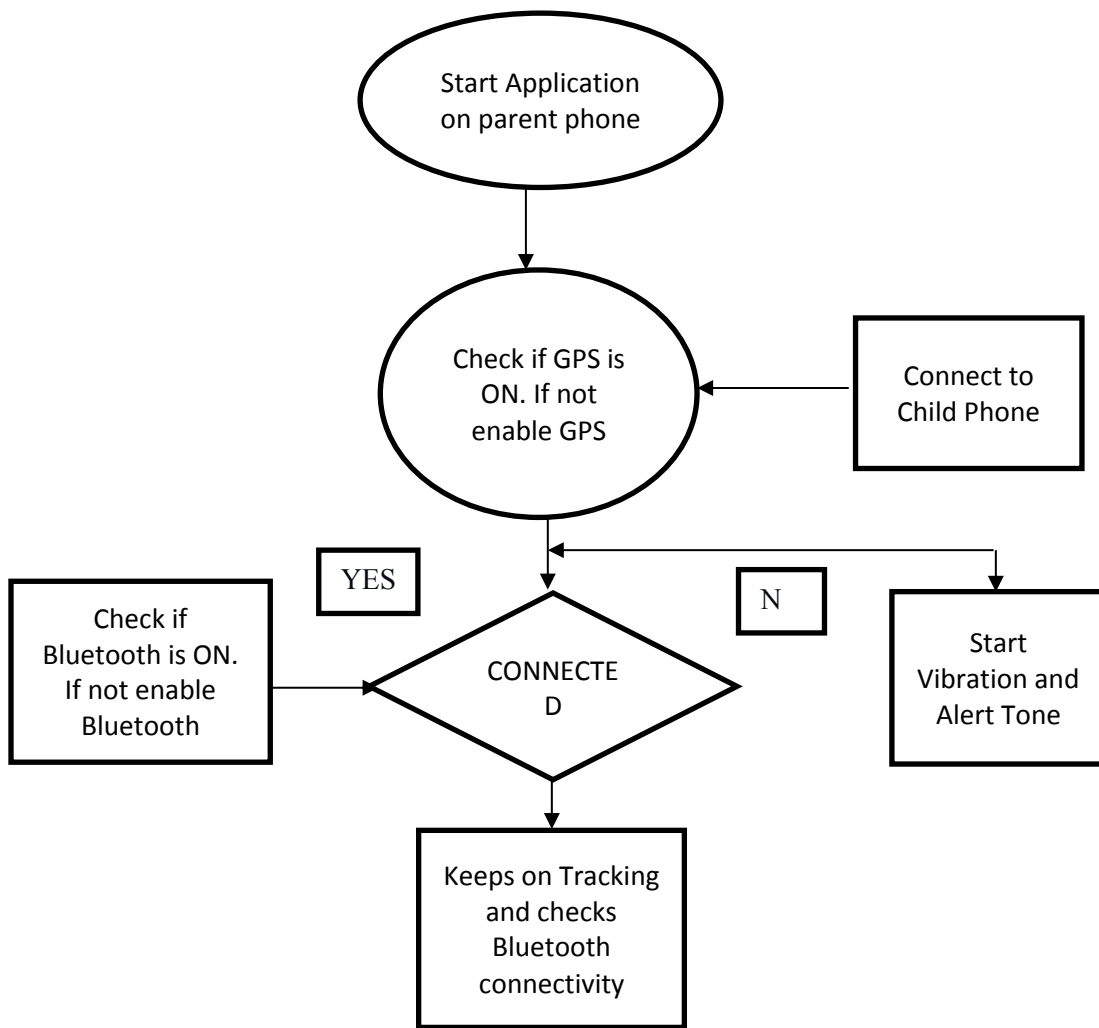 Start Application
on parent phone
Check if GPS is
ON. If not
enable GPS
Connect to
Child Phone
YES
N
Check if
Bluetooth is ON.
If not enable
Bluetooth
CONNECTE
D
Start
Vibration and
Alert Tone
Keeps on Tracking
and checks
Bluetooth
connectivity